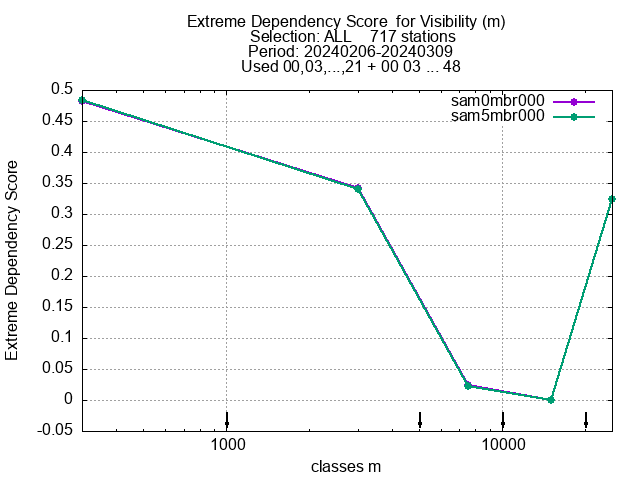 Extreme Dependency Score  for Visibility (m)
Selection: ALL    717 stations
Period: 20240206-20240309
Used 00,03,...,21 + 00 03 ... 48
sam0mbr000
sam5mbr000
Extreme Dependency Score
0.5
0.45
0.4
0.35
0.3
0.25
0.2
0.15
0.1
0.05
0
-0.05
1000 10000
classes m